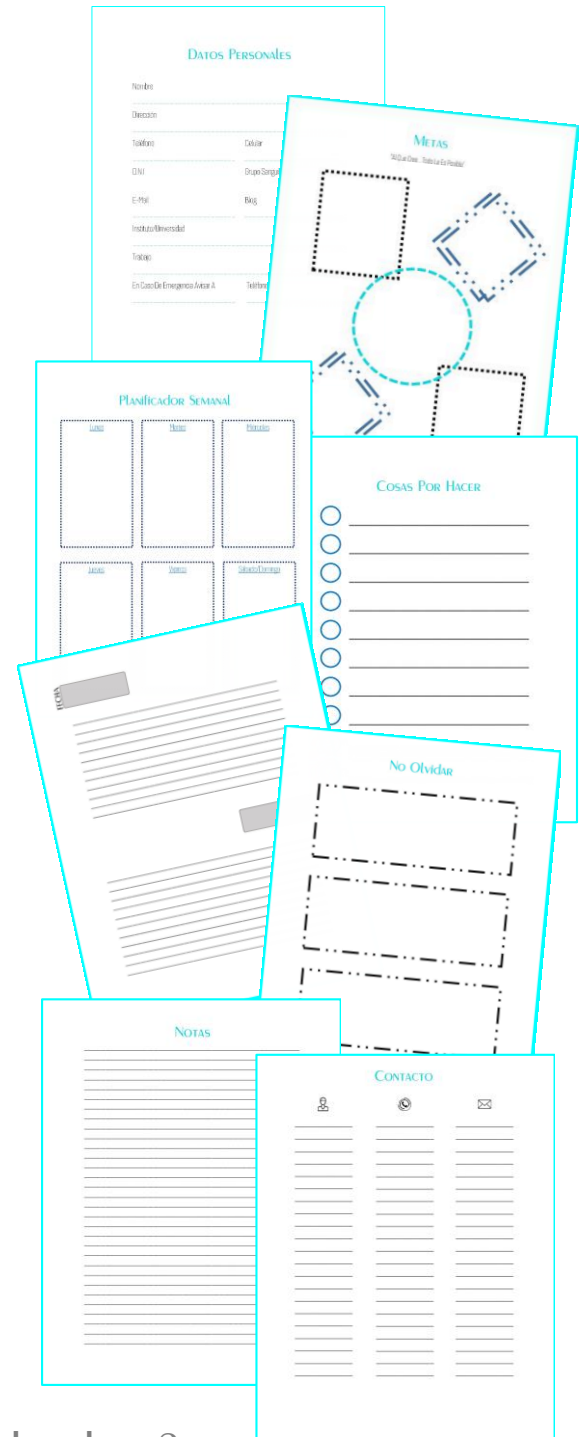 Datos Personales
Nombre
Dirección
Teléfono Celular
D.N.I Grupo Sanguí
E-Mail Blog
Instituto/Universidad
Trabajo
En Caso De Emergencia Avisar A Teléfono
Metas
Planificador Semanal
Lunes Martes Miércoles
Jueves Viernes Sábado/Domingo
Cosas Por Hacer
No Olvidar
Notas
Contacto